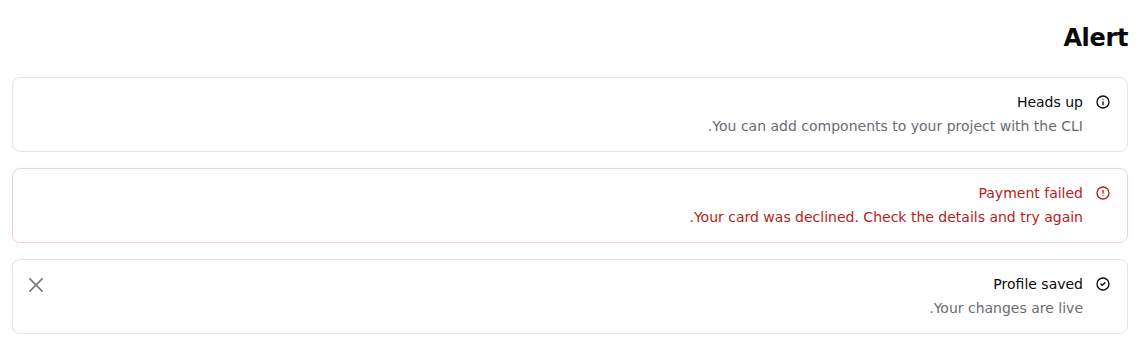 Alert
Heads up
.You can add components to your project with the CLI
Payment failed
.Your card was declined. Check the details and try again
Profile saved
.Your changes are live